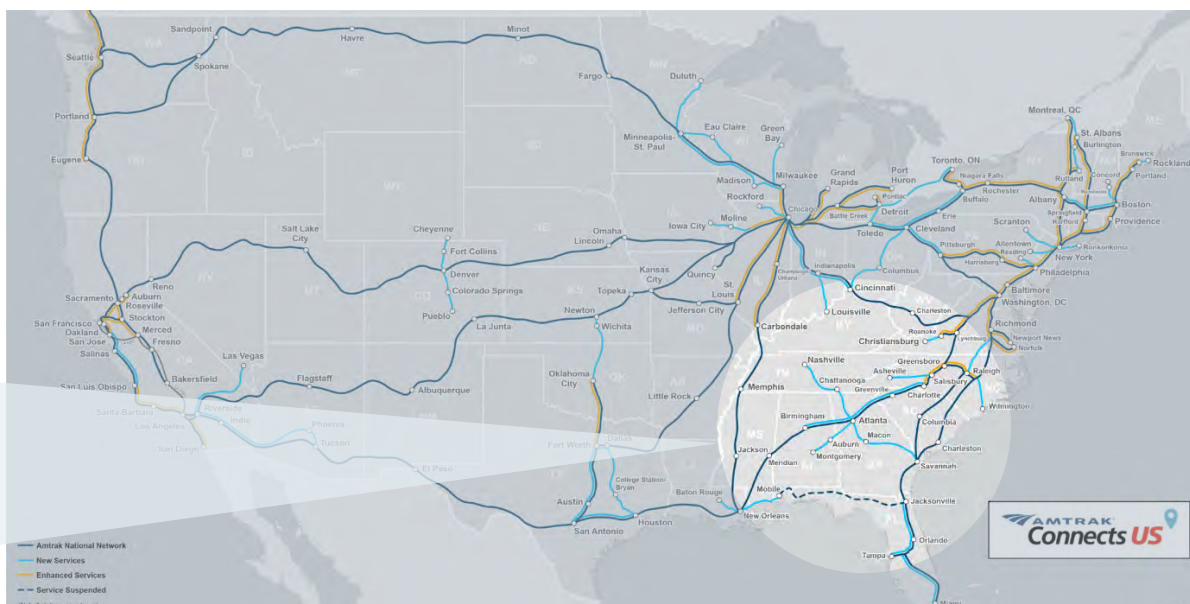 Sandpoint
Havre
Minot
Seattle
Spokane
Fargo
Duluth
Portland
Minneapolis-
St. Paul
Eau Claire
Green
Bay
Montreal, QC
St. Albans
Burlington
Brunswick
Rockland
Eugene
Madison
Milwaukee
Grand
Rapids
Port
Huron
Toronto, ON
Niagara Falls
Rutland
Concord
Portland
Rockford
Pontiac
Rochester
Buffalo
Albany
Boston
Chicago
Battle Creek
Detroit
Springfield
Hartford
Providence
Moline
Iowa City
Toledo
Erie
Cleveland
Scranton
Salt Lake
City
Cheyenne
Omaha
Lincoln
Pittsburgh
Allentown
Reading
Ronkonkoma
New York
Fort Collins
Indianapolis
Columbus
Harrisburg
Philadelphia
Reno
Denver
Kansas
City
Quincy
Champaign
Urbana
Cincinnati
Baltimore
Washington, DC
Sacramento
Auburn
Roseville
Stockton
Colorado Springs
Topeka
St.
Louis
Louisville
Charleston
Richmond
San Francisco
Oakland
San Jose
Merced
Fresno
Pueblo
La Junta
Newton
Jefferson City
Carbondale
Roanoke
Christiansburg
Lynchburg
Newport News
Norfolk
Salinas
Las Vegas
Wichita
Nashville
Greensboro
Raleigh
San Luis Obispo
Bakersfield
Flagstaff
Albuquerque
Oklahoma
City
Memphis
Chattanooga
Asheville
Greenville
Salisbury
Charlotte
Wilmington
Santa Barbara
Riverside
Little Rock
Birmingham
Atlanta
Columbia
Los Angeles
Indio
Phoenix
San Diego
Tucson
Fort Worth
Dallas
MS
Auburn
Macon
Charleston
El Paso
Jackson
Meridian
Montgomery
Savannah
College Station/
Bryan
Baton Rouge
Mobile
Jacksonville
Austin
Houston
New Orleans
San Antonio
AMTRAK
Connects US
Orlando
Tampa
Miami
Amtrak National Network
New Services
Enhanced Services
Service Suspended